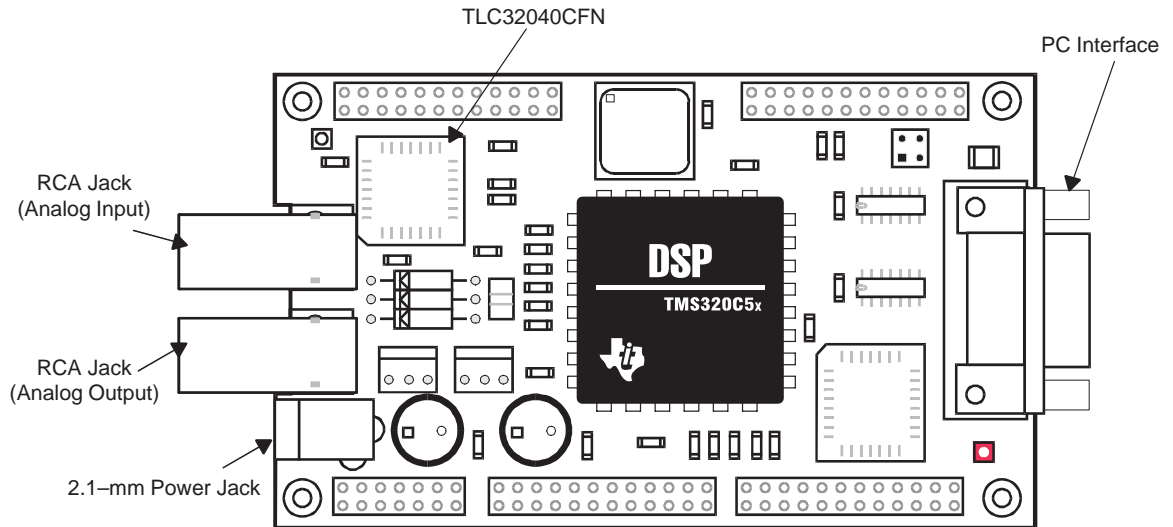 TLC32040CFN
PC Interface
RCA Jack
(Analog Input)
DSP
TMS320C5x
RCA Jack
(Analog Output)
2.1–mm Power Jack